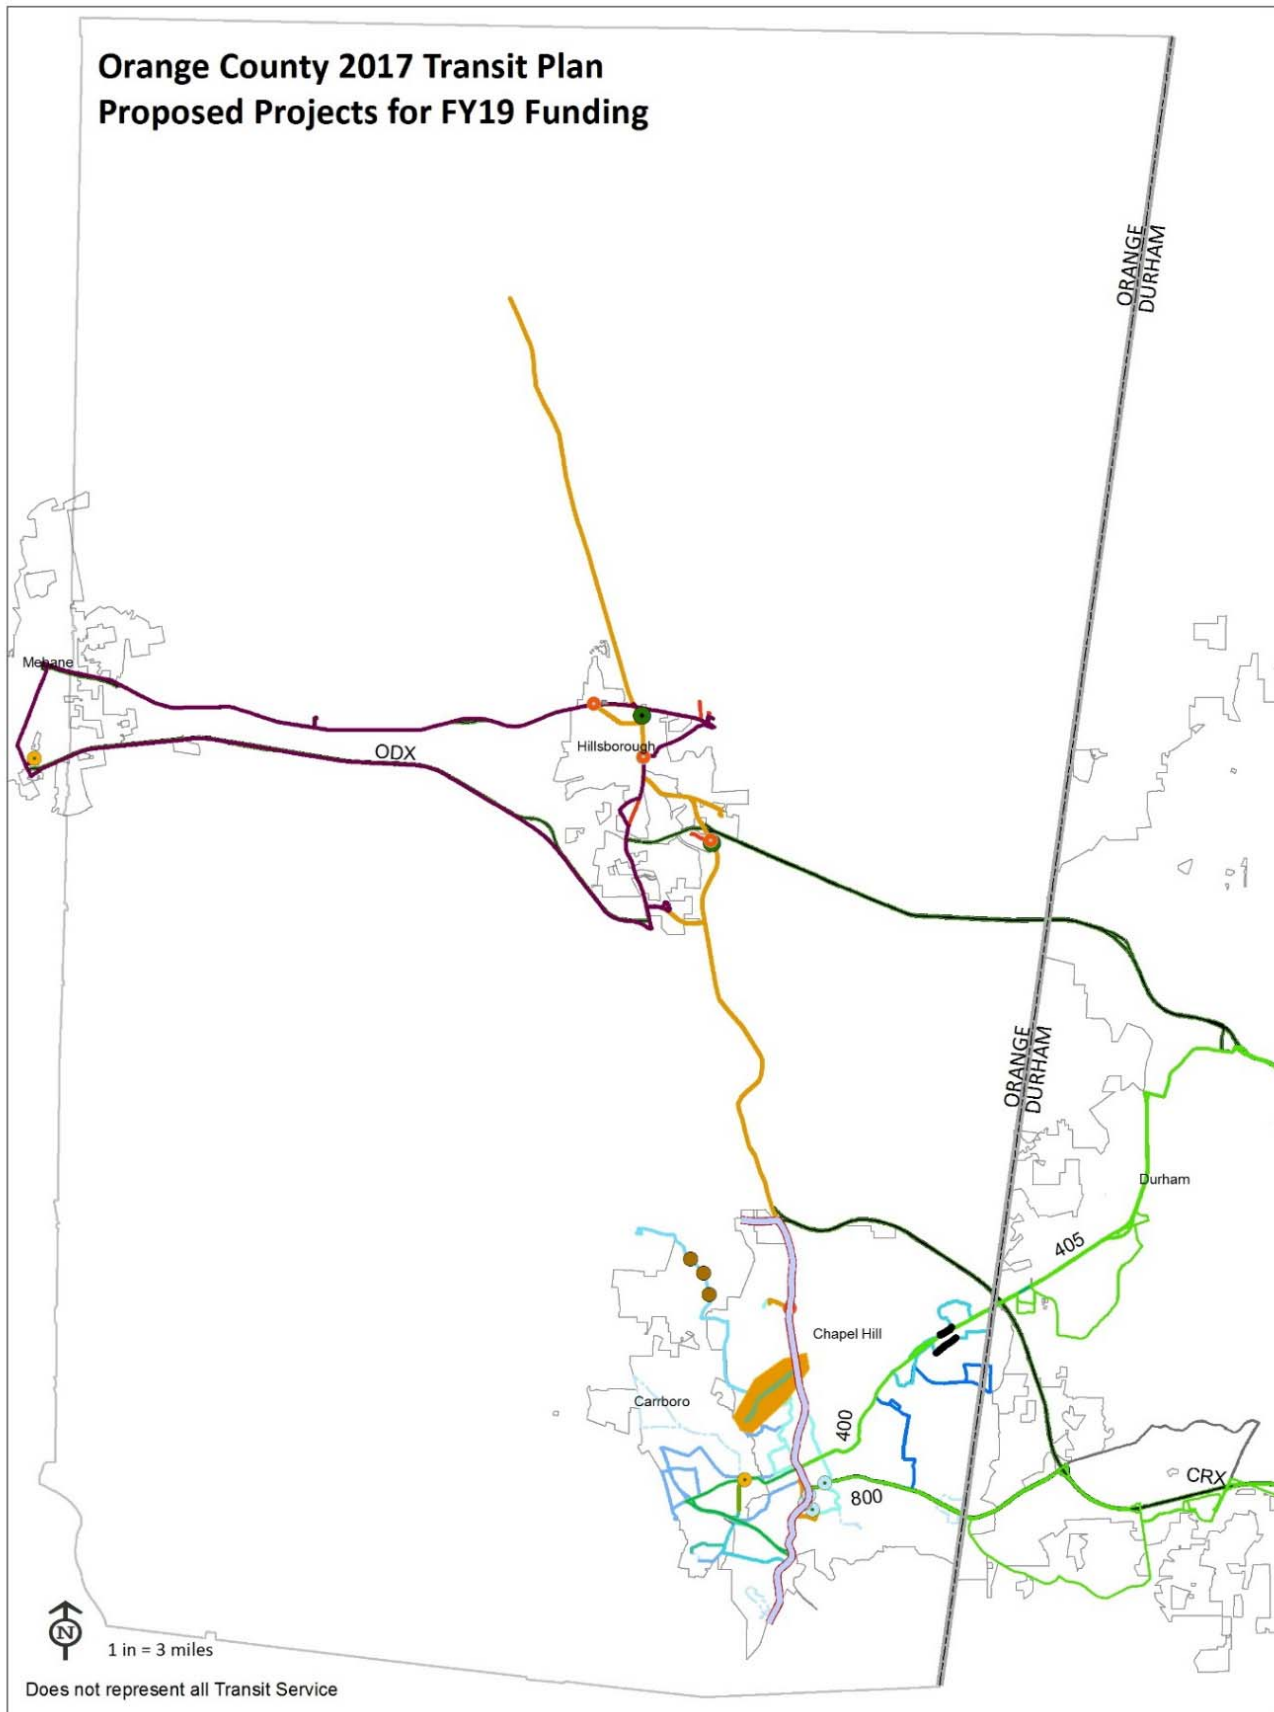 Orange County 2017 Transit Plan
Proposed Projects for FY19 Funding
ORANGE
DURHAM
Mebane
ODX
Hillsborough
ORANGE
DURHAM
Durham
405
Chapel Hill
Carrboro
400
CRX
800
N
1 in = 3 miles
Does not represent all Transit Service